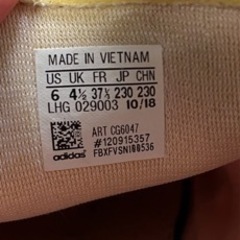 MADE IN VIETNAM
US UK FR JP CHN
6 4½ 37⅓ 230 230
LHG 029003 10/18
ART CG6047
#120915357
adidas FBXFVSN188536